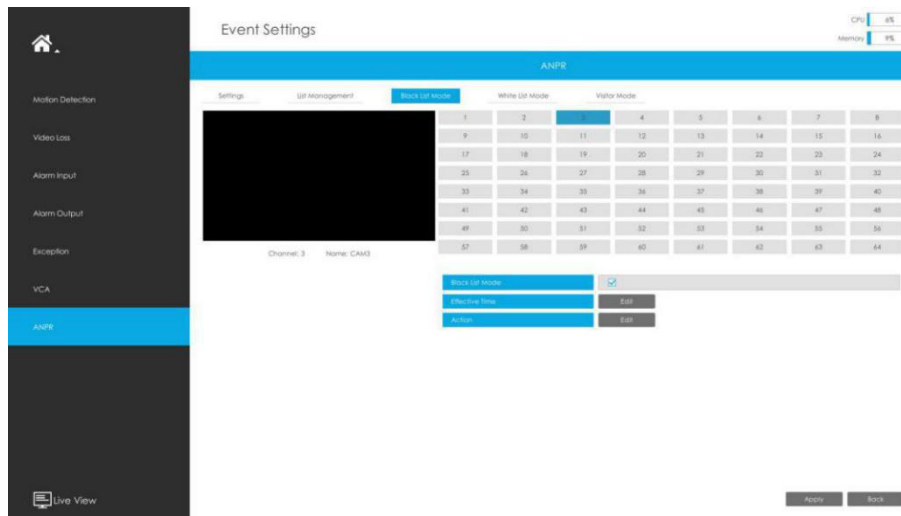 Event Settings
CPU 6%
Memory 9%
ANPR
Settings List Management Black List Mode White List Mode Visitor Mode
Motion Detection
Video Loss
Alarm Input
Alarm Output
Exception
VCA
ANPR
Live View
1 2 3 4 5 6 7 8
9 10 11 12 13 14 15 16
17 18 19 20 21 22 23 24
25 26 27 28 29 30 31 32
33 34 35 36 37 38 39 40
41 42 43 44 45 46 47 48
49 50 51 52 53 54 55 56
57 58 59 60 61 62 63 64
Channel: 3 Name: CAM3
Black List Mode
Effective Time Edit
Action Edit
Apply Back